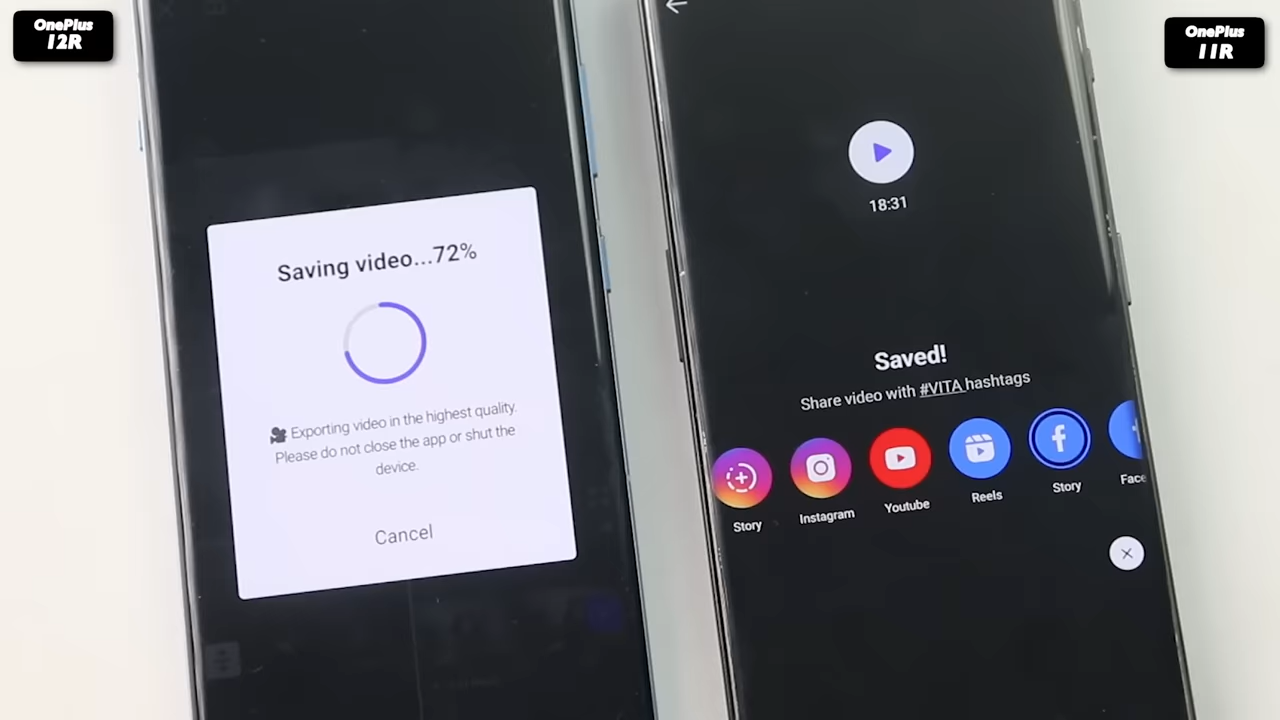 OnePlus
12R
OnePlus
11R
Saving video...72%
🎥 Exporting video in the highest quality.
Please do not close the app or shut the
device.
Cancel
18:31
Saved!
Share video with #VITA hashtags
Story
Instagram
Youtube
Reels
Story
Face